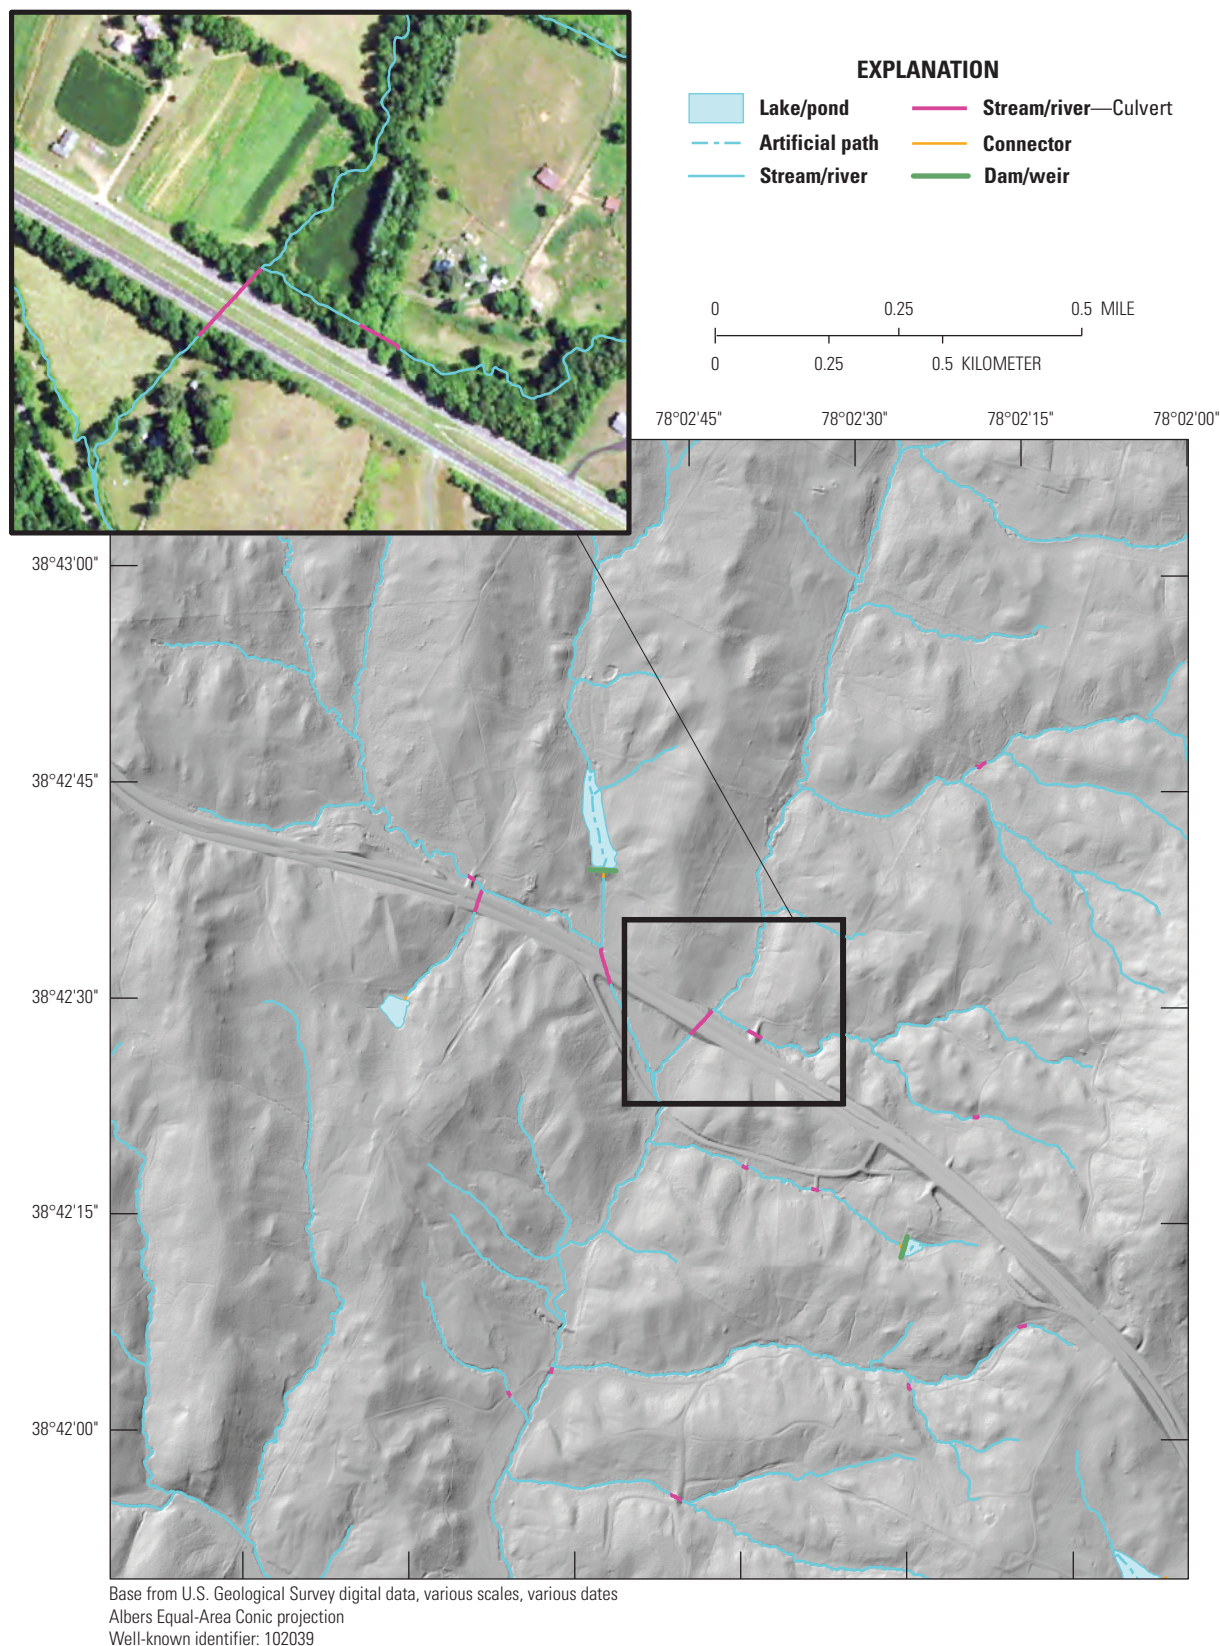 EXPLANATION
Lake/pond
Artificial path
Stream/river
Stream/river—Culvert
Connector
Dam/weir
0 0.25 0.5 MILE
0 0.25 0.5 KILOMETER
78°02'45" 78°02'30" 78°02'15" 78°02'00"
38°43'00"
38°42'45"
38°42'30"
38°42'15"
38°42'00"
Base from U.S. Geological Survey digital data, various scales, various dates
Albers Equal-Area Conic projection
Well-known identifier: 102039